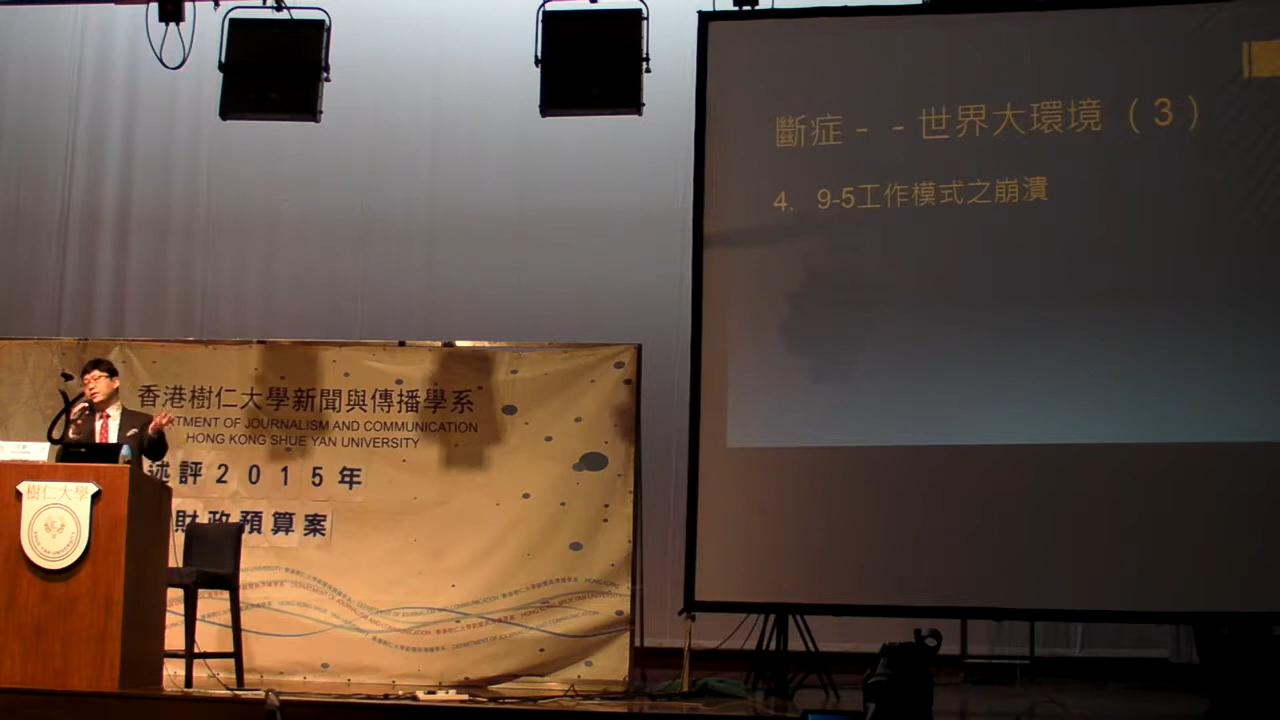 斷症- -世界大環境（3）
4. 9-5工作模式之崩潰
香港樹仁大學新聞與傳播學系
TMENT OF JOURNALISM AND COMMUNICATION
HONG KONG SHUE YAN UNIVERSITY
述評2015年
財政預算案
樹仁大學